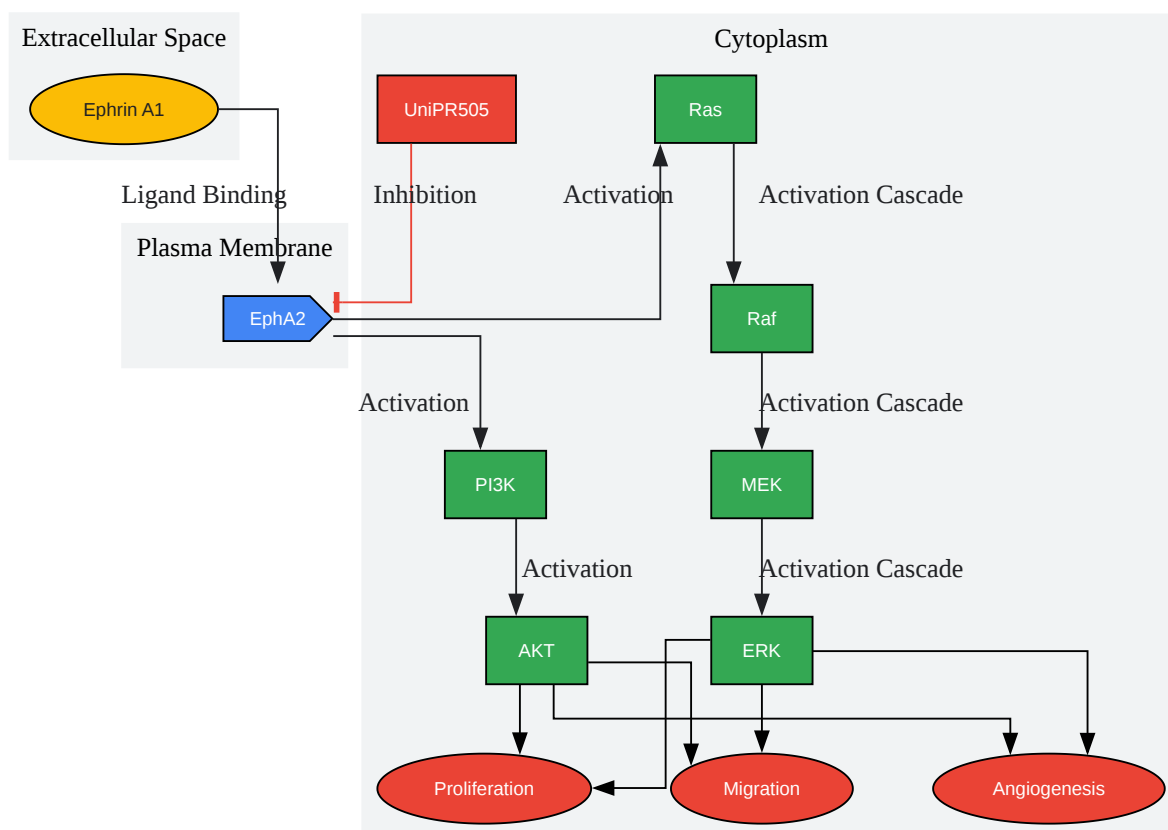 Extracellular Space
Cytoplasm
Ephrin A1
UniPR505
Ras
Ligand Binding
Inhibition
Activation
Activation Cascade
Plasma Membrane
EphA2
Raf
Activation
Activation Cascade
PI3K
MEK
Activation
Activation Cascade
AKT
ERK
Proliferation
Migration
Angiogenesis